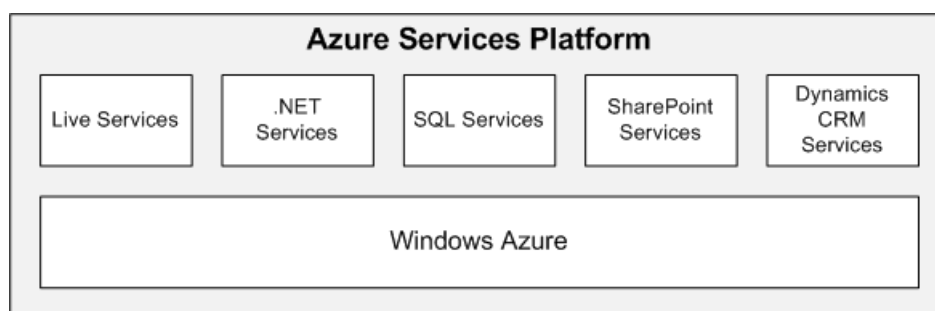 Azure Services Platform
Live Services
.NET
Services
SQL Services
SharePoint
Services
Dynamics
CRM
Services
Windows Azure